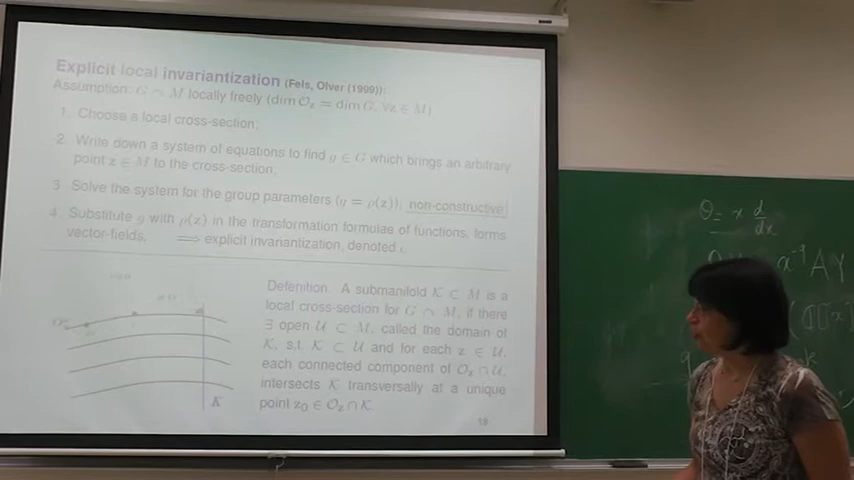 Explicit local invariantization (Fels, Olver (1999)):
Assumption: G ↷ M locally freely (dim O_z = dim G, ∀z ∈ M)
1. Choose a local cross-section;
2. Write down a system of equations to find g ∈ G which brings an arbitrary
point z ∈ M to the cross-section;
3. Solve the system for the group parameters (g = ρ(z)), non-constructive
4. Substitute g with ρ(z) in the transformation formulae of functions, forms
vector-fields, ⟹ explicit invariantization, denoted ι.
Defenition. A submanifold K ⊂ M is a
local cross-section for G ↷ M, if there
∃ open U ⊂ M, called the domain of
K, s.t. K ⊂ U and for each z ∈ U,
each connected component of O_z ∩ U,
intersects K transversally at a unique
point z_0 ∈ O_z ∩ K.
K
18
θ = x d/dx